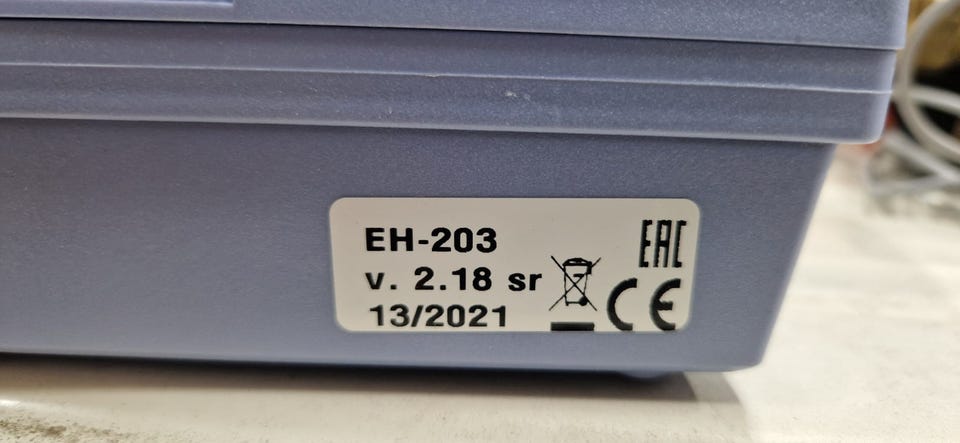 EH-203
v. 2.18 sr
13/2021
EAC
CE